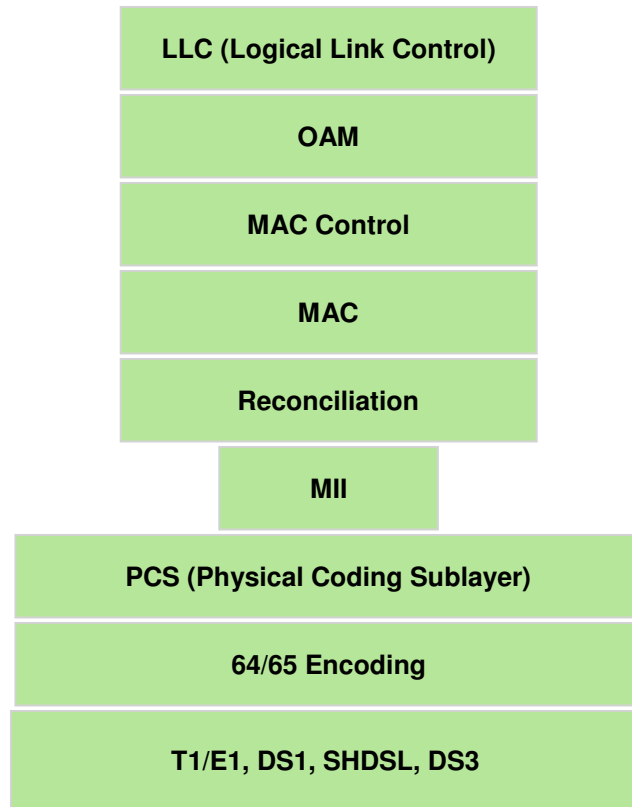 LLC (Logical Link Control)
OAM
MAC Control
MAC
Reconciliation
MII
PCS (Physical Coding Sublayer)
64/65 Encoding
T1/E1, DS1, SHDSL, DS3